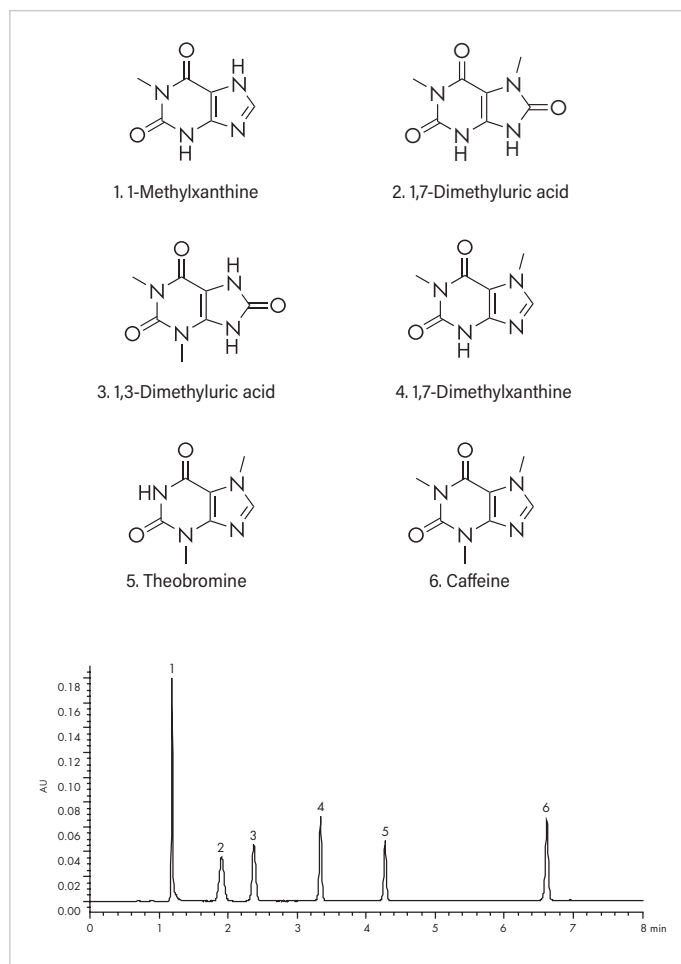 O
H
N
N
O
N
H
N
1. 1-Methylxanthine
O
N
N
O
O
N
H
N
H
2. 1,7-Dimethyluric acid
O
H
N
N
O
O
N
N
H
3. 1,3-Dimethyluric acid
O
N
N
O
N
H
N
4. 1,7-Dimethylxanthine
O
HN
N
O
N
N
5. Theobromine
O
N
N
O
N
N
6. Caffeine
AU
0.18
0.16
0.14
0.12
0.10
0.08
0.06
0.04
0.02
0.00
1
2
3
4
5
6
0 1 2 3 4 5 6 7 8 min